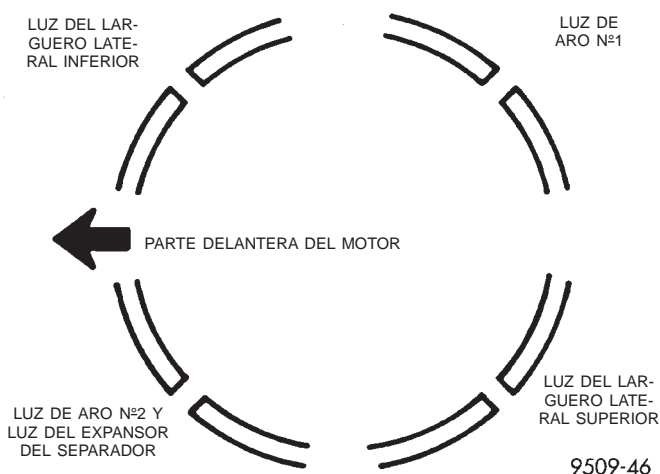 LUZ DEL LAR-
GUERO LATE-
RAL INFERIOR
LUZ DE
ARO Nº1
PARTE DELANTERA DEL MOTOR
LUZ DE ARO Nº2 Y
LUZ DEL EXPANSOR
DEL SEPARADOR
LUZ DEL LAR-
GUERO LATE-
RAL SUPERIOR
9509-46